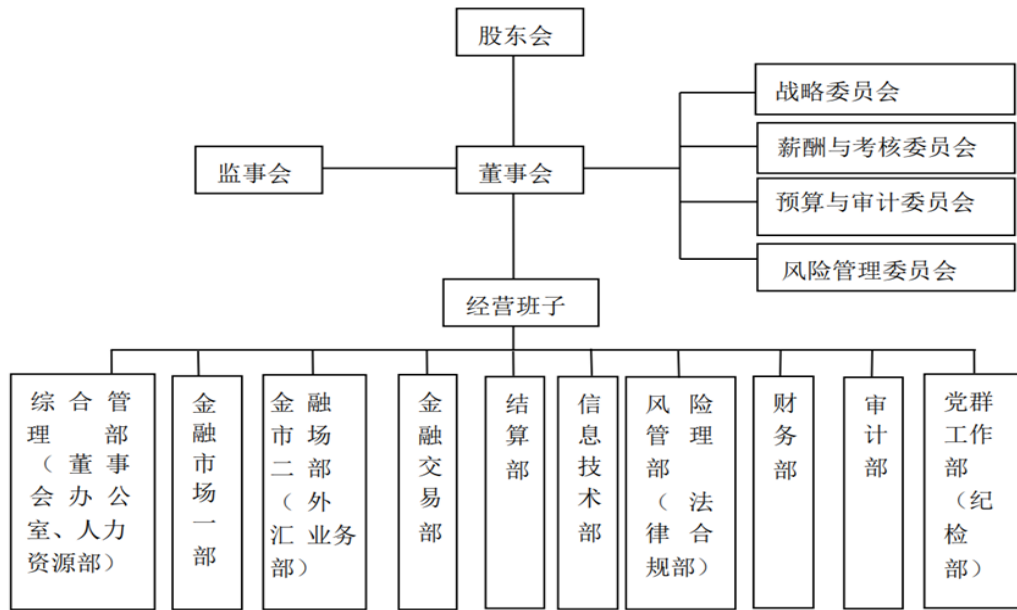 股东会
战略委员会
薪酬与考核委员会
监事会
董事会
预算与审计委员会
风险管理委员会
经营班子
综合管
理部
（董事
会办公
室、人力
资源部）
金
融
市
场
一
部
金融
市场
二部
（外
汇业务
部）
金
融
交
易
部
结
算
部
信
息
技
术
部
风险
管理
部
（法
律合
规部）
财
务
部
审
计
部
党群
工作
部
（纪
检
部）